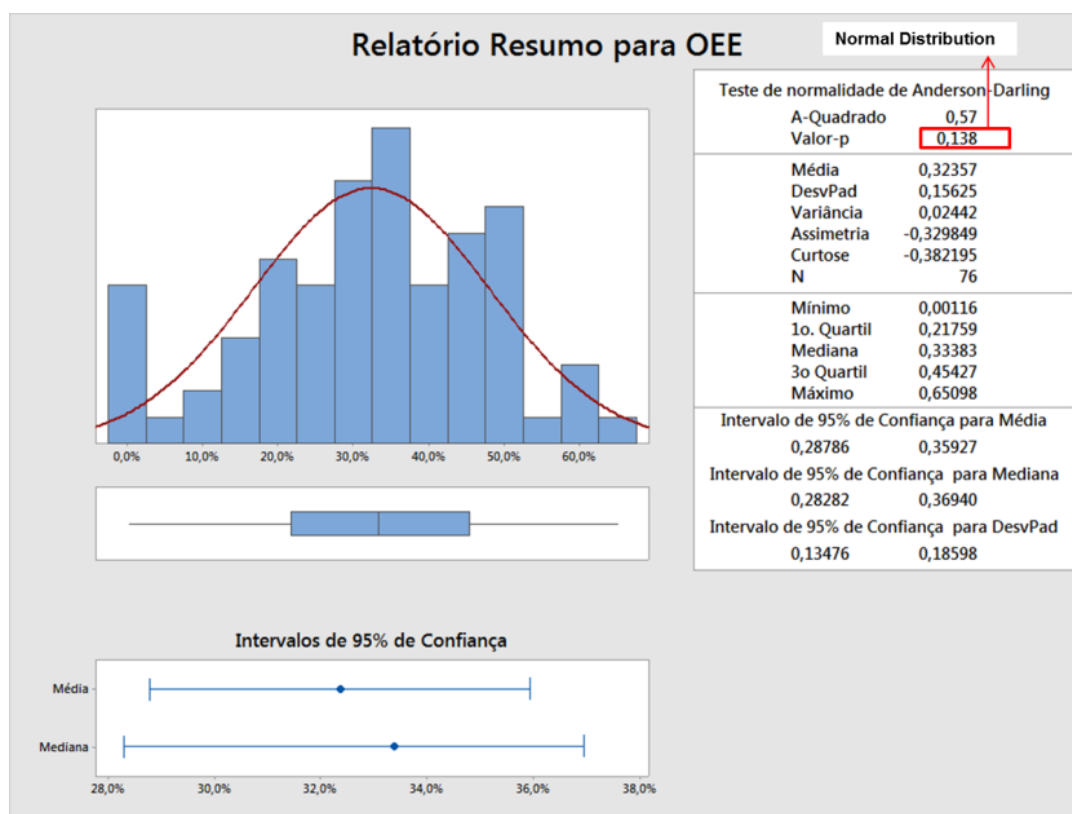 Relatório Resumo para OEE
Normal Distribution
Teste de normalidade de Anderson-Darling
A-Quadrado 0,57
Valor-p 0,138
Média 0,32357
DesvPad 0,15625
Variância 0,02442
Assimetria -0,329849
Curtose -0,382195
N 76
Mínimo 0,00116
1o. Quartil 0,21759
Mediana 0,33383
3o Quartil 0,45427
Máximo 0,65098
Intervalo de 95% de Confiança para Média
0,28786 0,35927
Intervalo de 95% de Confiança para Mediana
0,28282 0,36940
Intervalo de 95% de Confiança para DesvPad
0,13476 0,18598
0,0% 10,0% 20,0% 30,0% 40,0% 50,0% 60,0%
Intervalos de 95% de Confiança
Média
Mediana
28,0% 30,0% 32,0% 34,0% 36,0% 38,0%